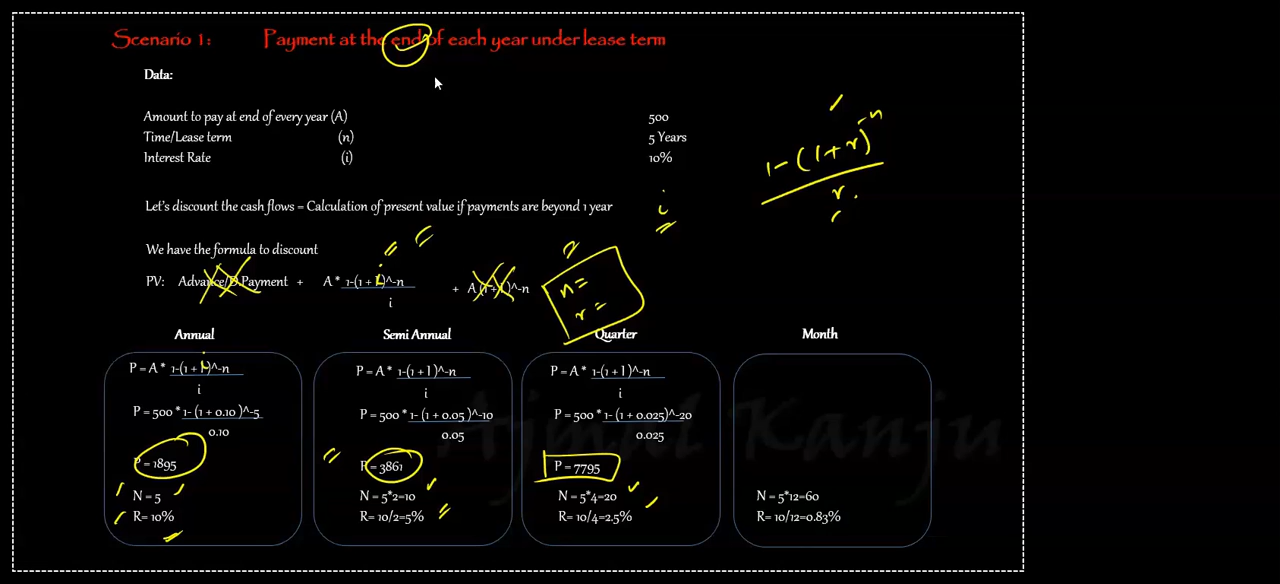 Scenario 1: Payment at the end of each year under lease term
Data:
Amount to pay at end of every year (A) 500
Time/Lease term (n) 5 Years
Interest Rate (i) 10%
1-(1+r)^-n
r
Let's discount the cash flows = Calculation of present value if payments are beyond 1 year
i
We have the formula to discount
PV: Advance/D.Payment + A * 1-(1 + i)^-n + A (1+i)^-n
i
n =
r =
Annual
P = A * 1-(1 + i)^-n
i
P = 500 * 1- (1 + 0.10 )^-5
0.10
P = 1895
N = 5
R= 10%
Semi Annual
P = A * 1-(1 + 1 )^-n
i
P = 500 * 1- (1 + 0.05 )^-10
0.05
P = 3861
N = 5*2=10
R= 10/2=5%
Quarter
P = A * 1-(1 + 1 )^-n
i
P = 500 * 1- (1 + 0.025)^-20
0.025
P = 7795
N = 5*4=20
R= 10/4=2.5%
Month
N = 5*12=60
R= 10/12=0.83%
Ajmal Kanju